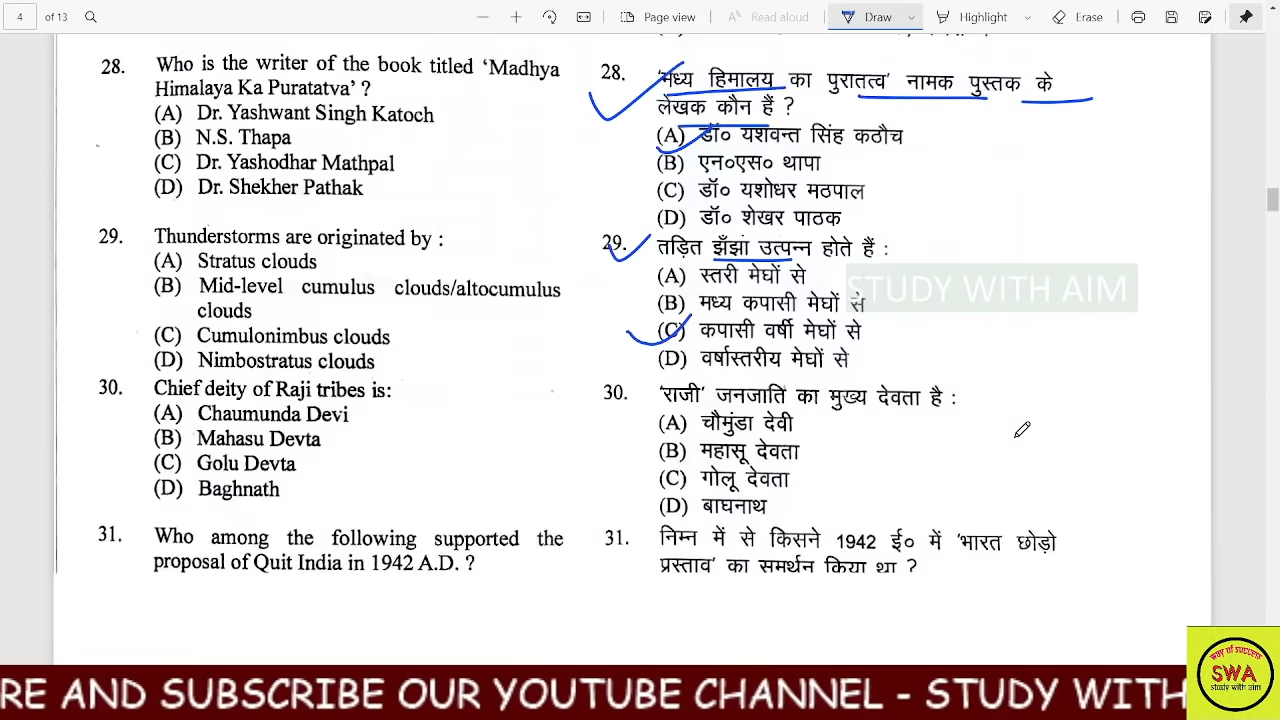 4 of 13
Page view
Read aloud
Draw
Highlight
Erase
28. Who is the writer of the book titled ‘Madhya
Himalaya Ka Puratatva’ ?
(A) Dr. Yashwant Singh Katoch
(B) N.S. Thapa
(C) Dr. Yashodhar Mathpal
(D) Dr. Shekher Pathak
29. Thunderstorms are originated by :
(A) Stratus clouds
(B) Mid-level cumulus clouds/altocumulus
clouds
(C) Cumulonimbus clouds
(D) Nimbostratus clouds
30. Chief deity of Raji tribes is:
(A) Chaumunda Devi
(B) Mahasu Devta
(C) Golu Devta
(D) Baghnath
31. Who among the following supported the
proposal of Quit India in 1942 A.D. ?
28. ‘मध्य हिमालय का पुरातत्व’ नामक पुस्तक के
लेखक कौन हैं ?
(A) डॉ० यशवन्त सिंह कठौच
(B) एन०एस० थापा
(C) डॉ० यशोधर मठपाल
(D) डॉ० शेखर पाठक
29. तड़ित झँझां उत्पन्न होते हैं :
(A) स्तरी मेघों से
(B) मध्य कपासी मेघों से
(C) कपासी वर्षी मेघों से
(D) वर्षास्तरीय मेघों से
30. ‘राजी’ जनजाति का मुख्य देवता है :
(A) चौमुंडा देवी
(B) महासू देवता
(C) गोलू देवता
(D) बाघनाथ
31. निम्न में से किसने 1942 ई० में ‘भारत छोड़ो
प्रस्ताव’ का समर्थन किया था ?
STUDY WITH AIM
RE AND SUBSCRIBE OUR YOUTUBE CHANNEL - STUDY WITH
way of success
SWA
study with aim